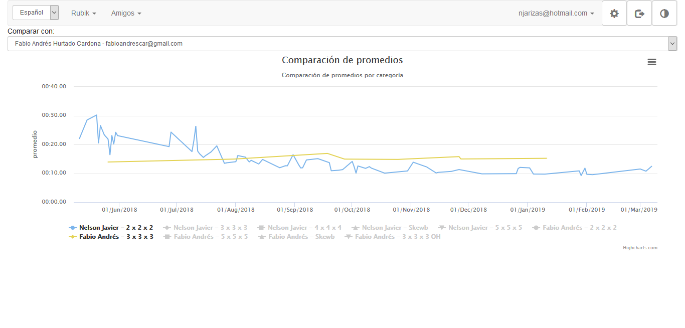 Español Rubik Amigos njarizas@hotmail.com
Comparar con:
Fabio Andrés Hurtado Cardona - fabioandrescar@gmail.com
Comparación de promedios
Comparación de promedios por categoría
promedio
00:40.00
00:30.00
00:20.00
00:10.00
00:00.00
01/Jun/2018 01/Jul/2018 01/Aug/2018 01/Sep/2018 01/Oct/2018 01/Nov/2018 01/Dec/2018 01/Jan/2019 01/Feb/2019 01/Mar/2019
Nelson Javier - 2 x 2 x 2 Nelson Javier - 3 x 3 x 3 Nelson Javier - 4 x 4 x 4 Nelson Javier - Skewb Nelson Javier - 5 x 5 x 5 Fabio Andrés - 2 x 2 x 2
Fabio Andrés - 3 x 3 x 3 Fabio Andrés - 5 x 5 x 5 Fabio Andrés - Skewb Fabio Andrés - 3 x 3 x 3 OH
Highcharts.com